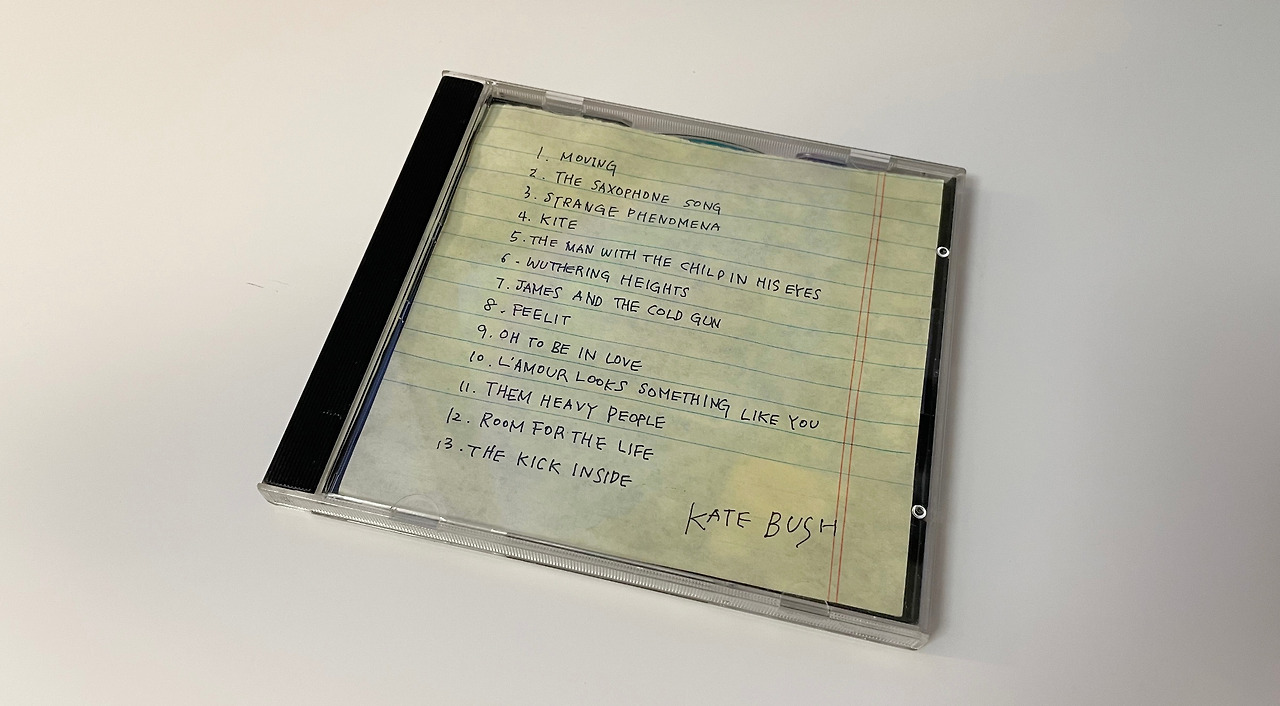 1. MOVING
2. THE SAXOPHONE SONG
3. STRANGE PHENOMENA
4. KITE
5. THE MAN WITH THE CHILD IN HIS EYES
6. WUTHERING HEIGHTS
7. JAMES AND THE COLD GUN
8. FEEL IT
9. OH TO BE IN LOVE
10. L'AMOUR LOOKS SOMETHING LIKE YOU
11. THEM HEAVY PEOPLE
12. ROOM FOR THE LIFE
13. THE KICK INSIDE
KATE BUSH